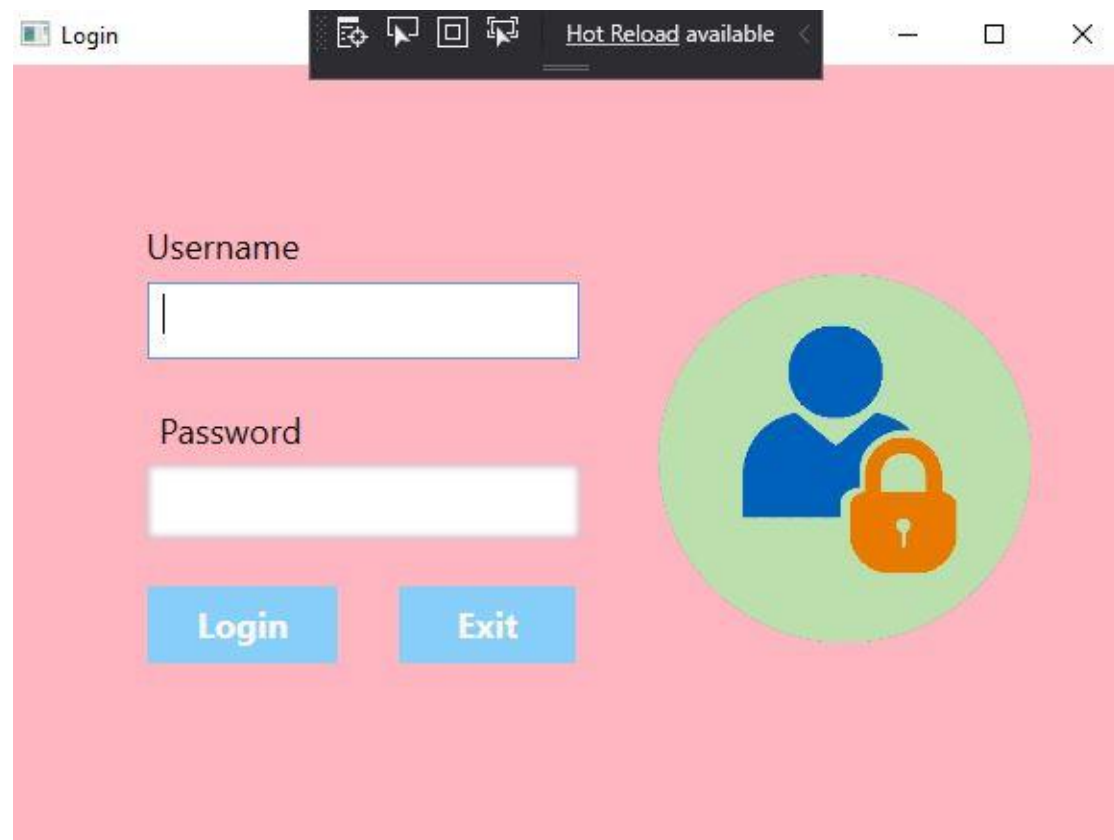 Login
Hot Reload available
Username
Password
Login
Exit